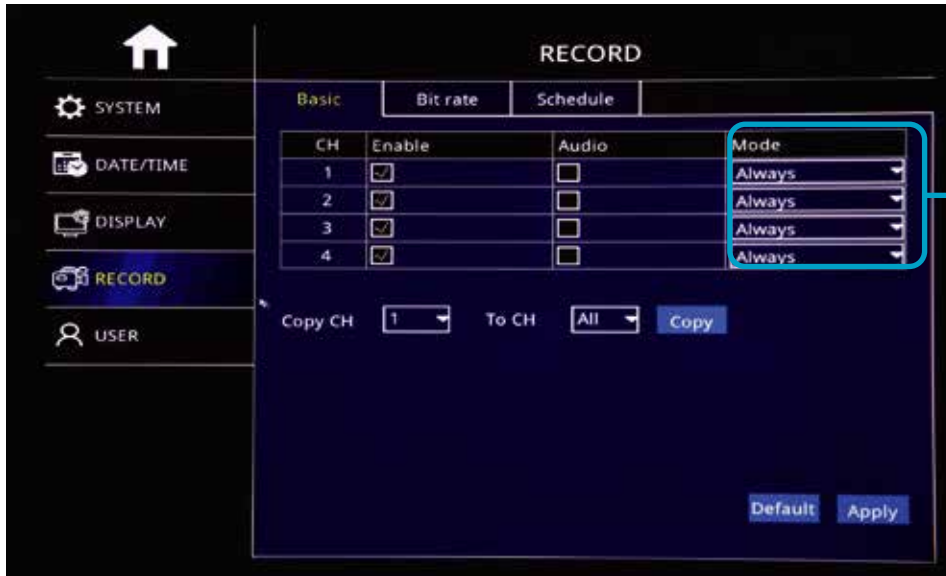 RECORD
SYSTEM
DATE/TIME
DISPLAY
RECORD
USER
Basic Bit rate Schedule
CH Enable Audio Mode
1 Always
2 Always
3 Always
4 Always
Copy CH 1 To CH All Copy
Default Apply